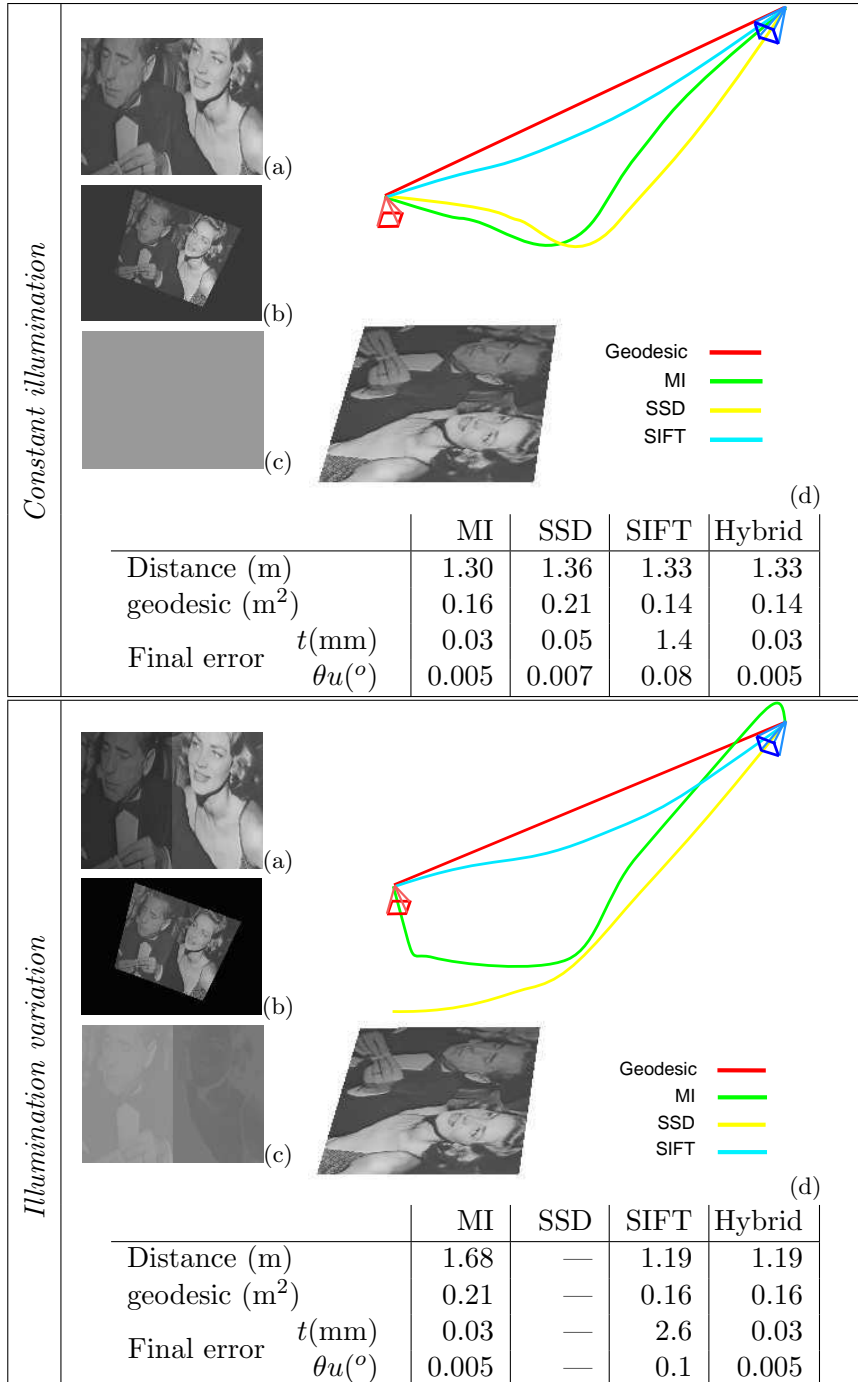 Constant illumination
(a)
(b)
(c)
Geodesic
MI
SSD
SIFT
(d)
MI SSD SIFT Hybrid
Distance (m) 1.30 1.36 1.33 1.33
geodesic (m²) 0.16 0.21 0.14 0.14
Final error t(mm) 0.03 0.05 1.4 0.03
θu(º) 0.005 0.007 0.08 0.005
Illumination variation
(a)
(b)
(c)
Geodesic
MI
SSD
SIFT
(d)
MI SSD SIFT Hybrid
Distance (m) 1.68 — 1.19 1.19
geodesic (m²) 0.21 — 0.16 0.16
Final error t(mm) 0.03 — 2.6 0.03
θu(º) 0.005 — 0.1 0.005